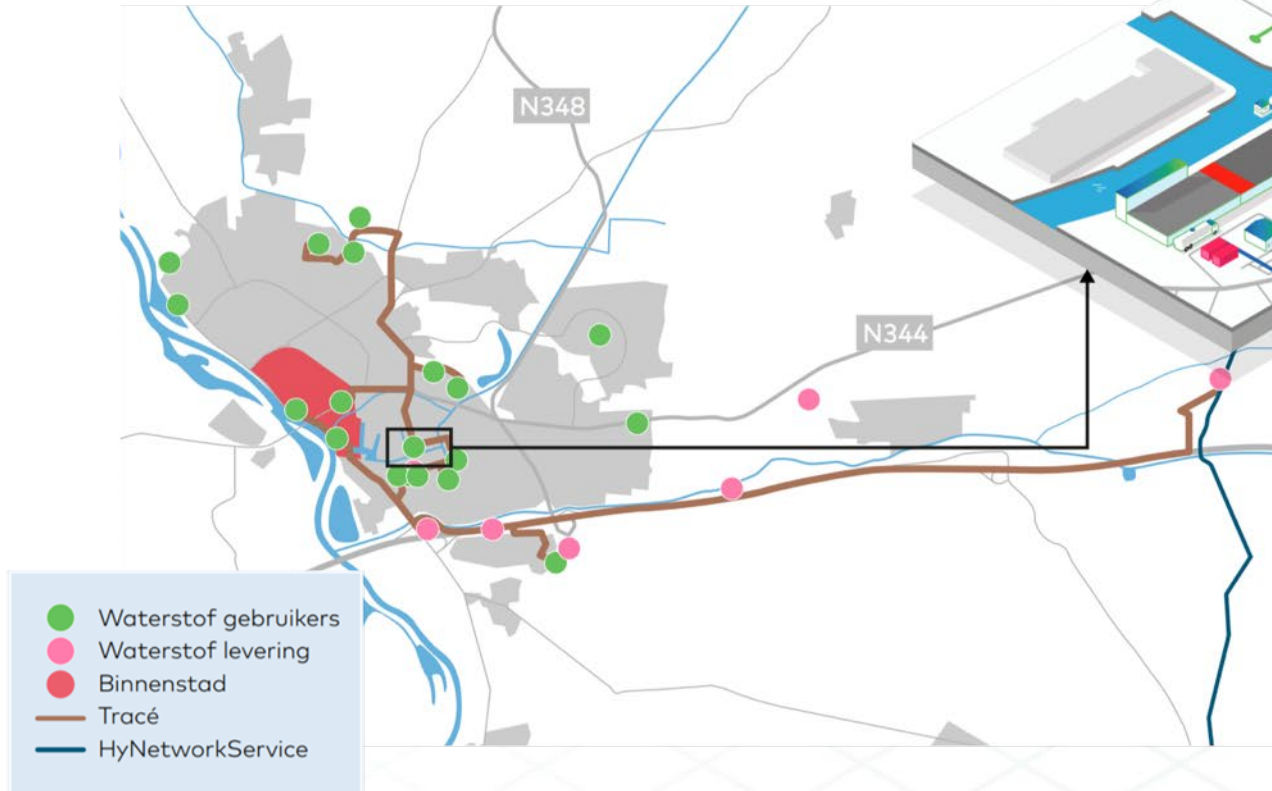 N348
N344
Waterstof gebruikers
Waterstof levering
Binnenstad
Tracé
HyNetworkService